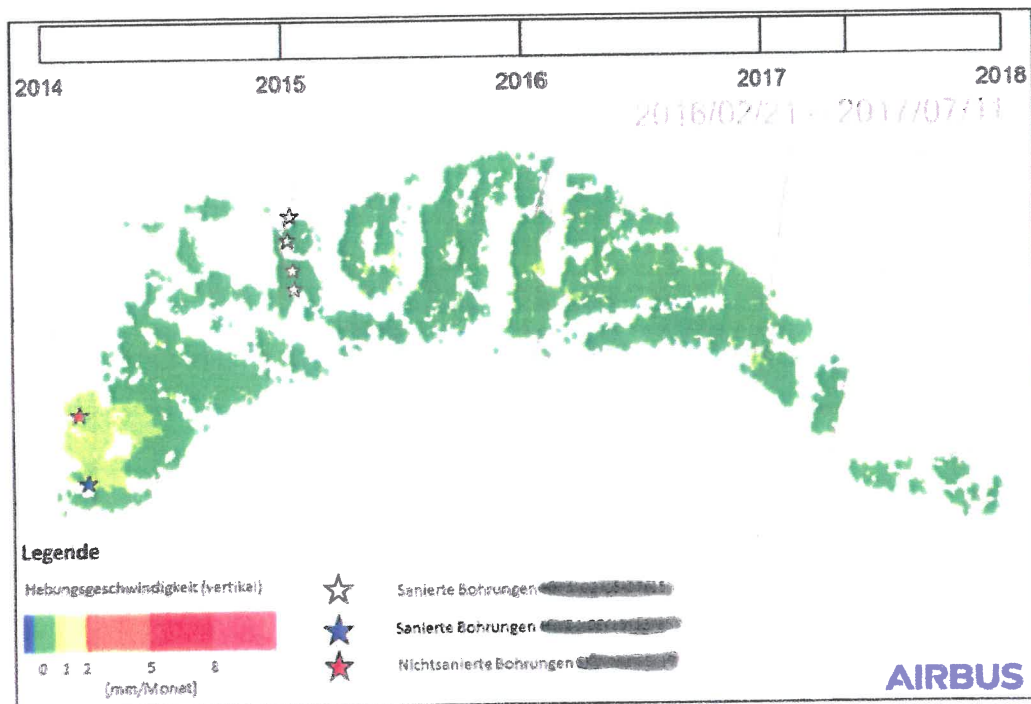 2014 2015 2016 2017 2018
2016/02/21 - 2017/07/11
Legende
Hebungsgeschwindigkeit (vertikal)
0 1 2 5 8
(mm/Monat)
Sanierte Bohrungen
Sanierte Bohrungen
Nichtsanierte Bohrungen
AIRBUS